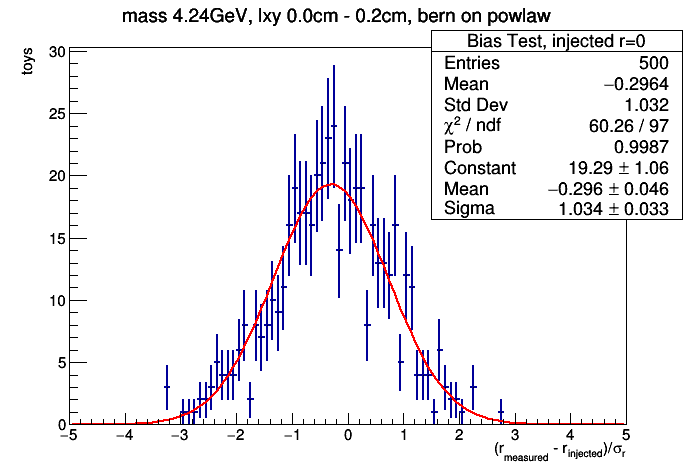 mass 4.24GeV, lxy 0.0cm - 0.2cm, bern on powlaw
Bias Test, injected r=0
Entries 500
Mean −0.2964
Std Dev 1.032
χ² / ndf 60.26 / 97
Prob 0.9987
Constant 19.29 ± 1.06
Mean −0.296 ± 0.046
Sigma 1.034 ± 0.033
toys
30
25
20
15
10
5
0
−5 −4 −3 −2 −1 0 1 2 3 4 5
(r_measured - r_injected)/σ_r